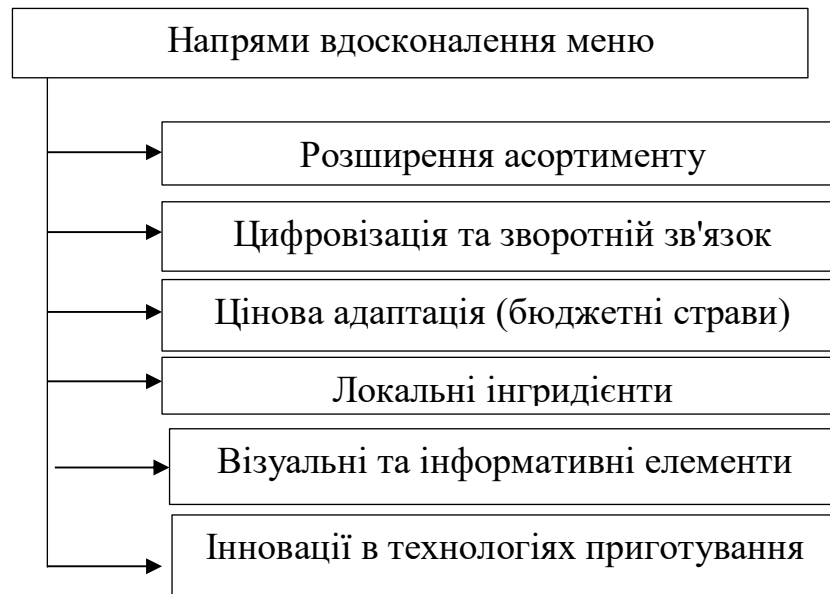 Напрями вдосконалення меню
Розширення асортименту
Цифровізація та зворотній зв'язок
Цінова адаптація (бюджетні страви)
Локальні інгридієнти
Візуальні та інформативні елементи
Інновації в технологіях приготування